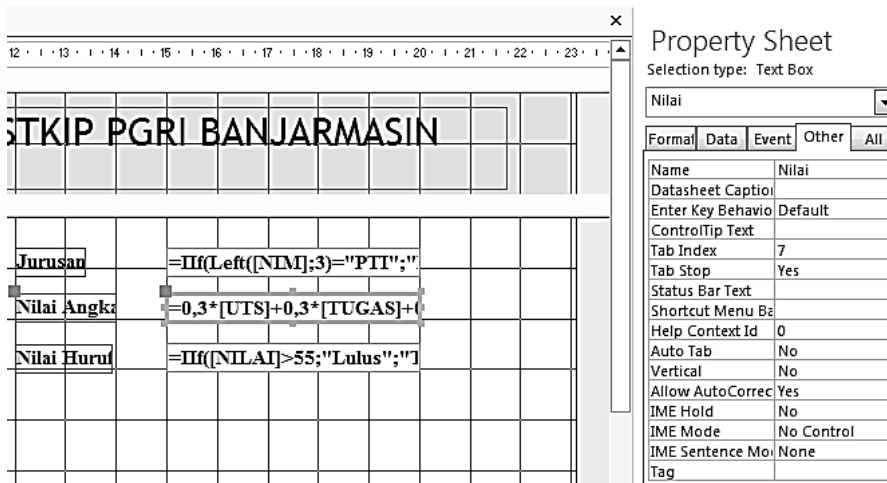 12 13 14 15 16 17 18 19 20 21 22 23
STKIP PGRI BANJARMASIN
Jurusan =IIf(Left([NIM];3)="PTI";"
Nilai Angka =0,3*[UTS]+0,3*[TUGAS]+
Nilai Huruf =IIf([NILAI]>55;"Lulus";"
Property Sheet
Selection type: Text Box
Nilai
Format Data Event Other All
Name Nilai
Datasheet Caption
Enter Key Behavio Default
ControlTip Text
Tab Index 7
Tab Stop Yes
Status Bar Text
Shortcut Menu Ba
Help Context Id 0
Auto Tab No
Vertical No
Allow AutoCorrec Yes
IME Hold No
IME Mode No Control
IME Sentence Mo None
Tag